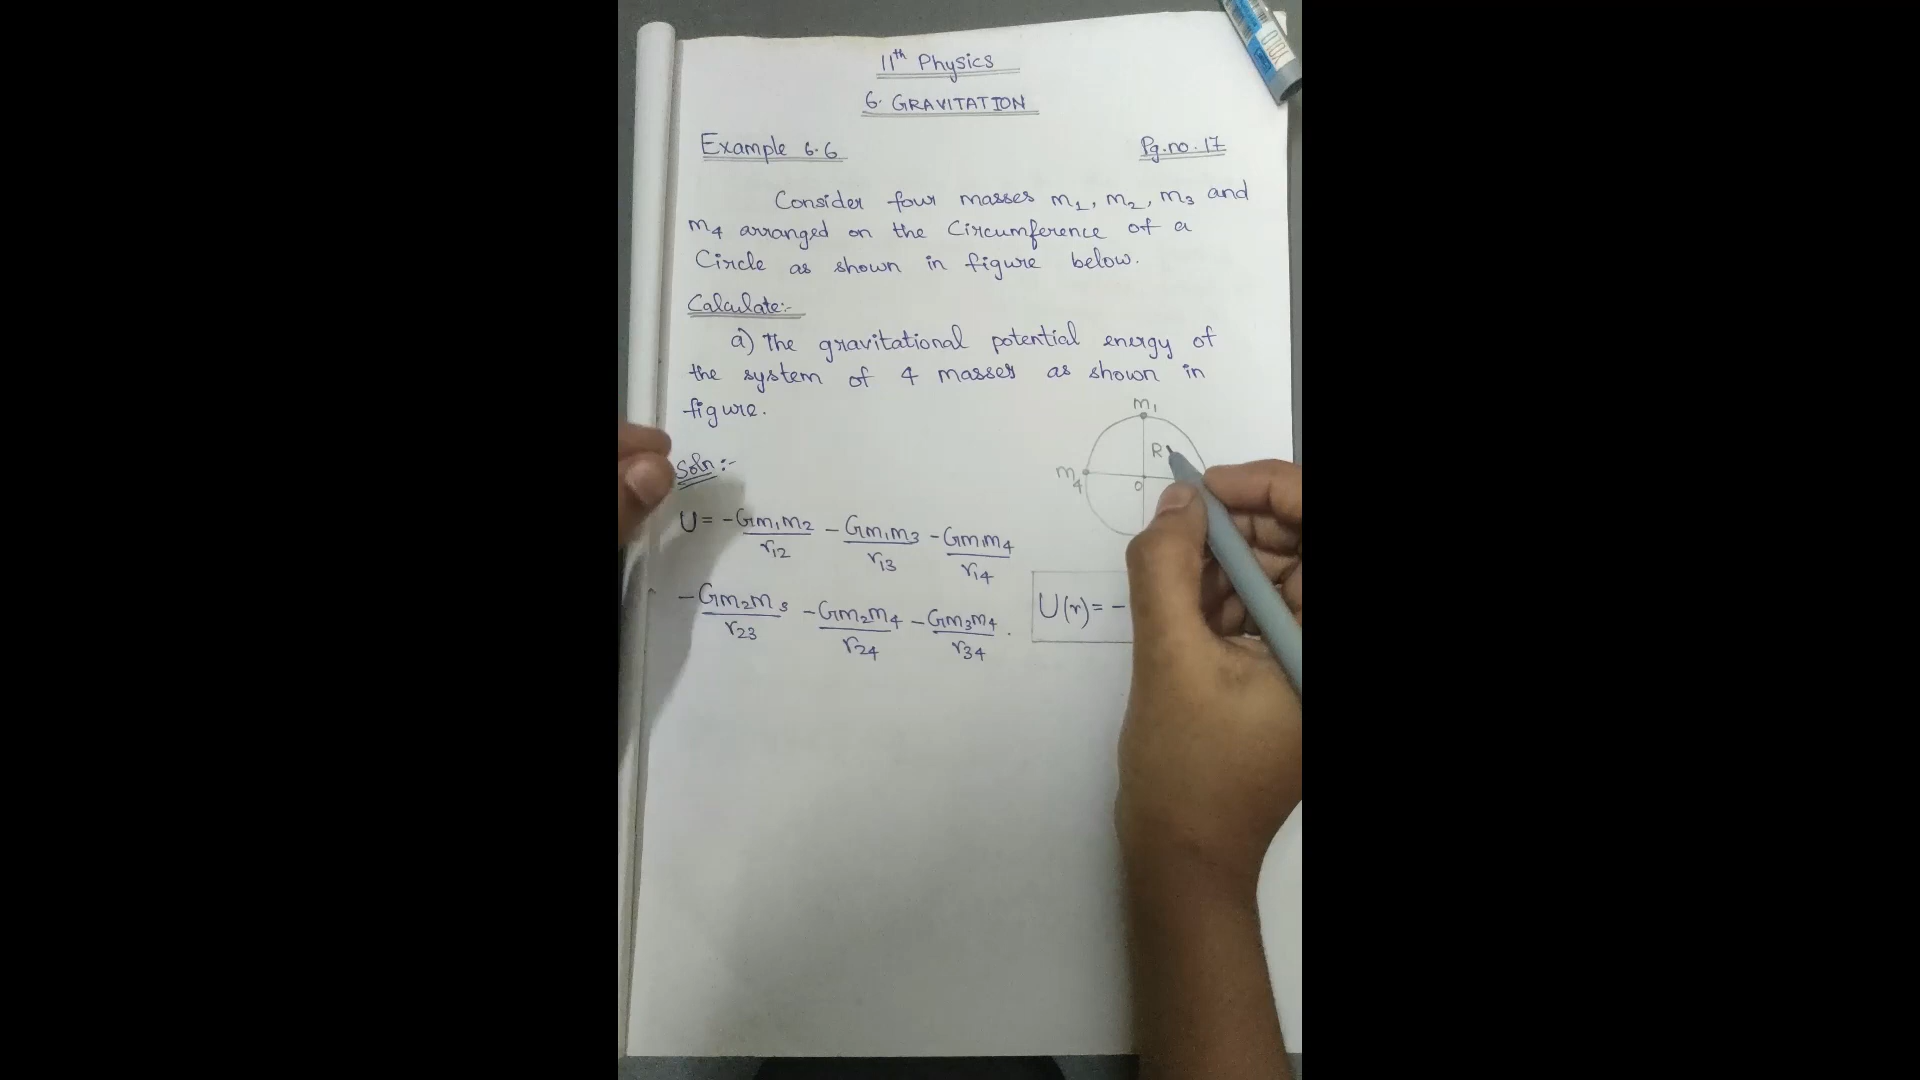 11th Physics
6. GRAVITATION
Example 6.6 Pg.no.17
Consider four masses m1, m2, m3 and
m4 arranged on the Circumference of a
Circle as shown in figure below.
Calculate:-
a) The gravitational potential energy of
the system of 4 masses as shown in
figure.
m1
R
m4
O
Soln:-
U = -Gm1m2/r12 - Gm1m3/r13 - Gm1m4/r14
-Gm2m3/r23 - Gm2m4/r24 - Gm3m4/r34.
U(r) = -